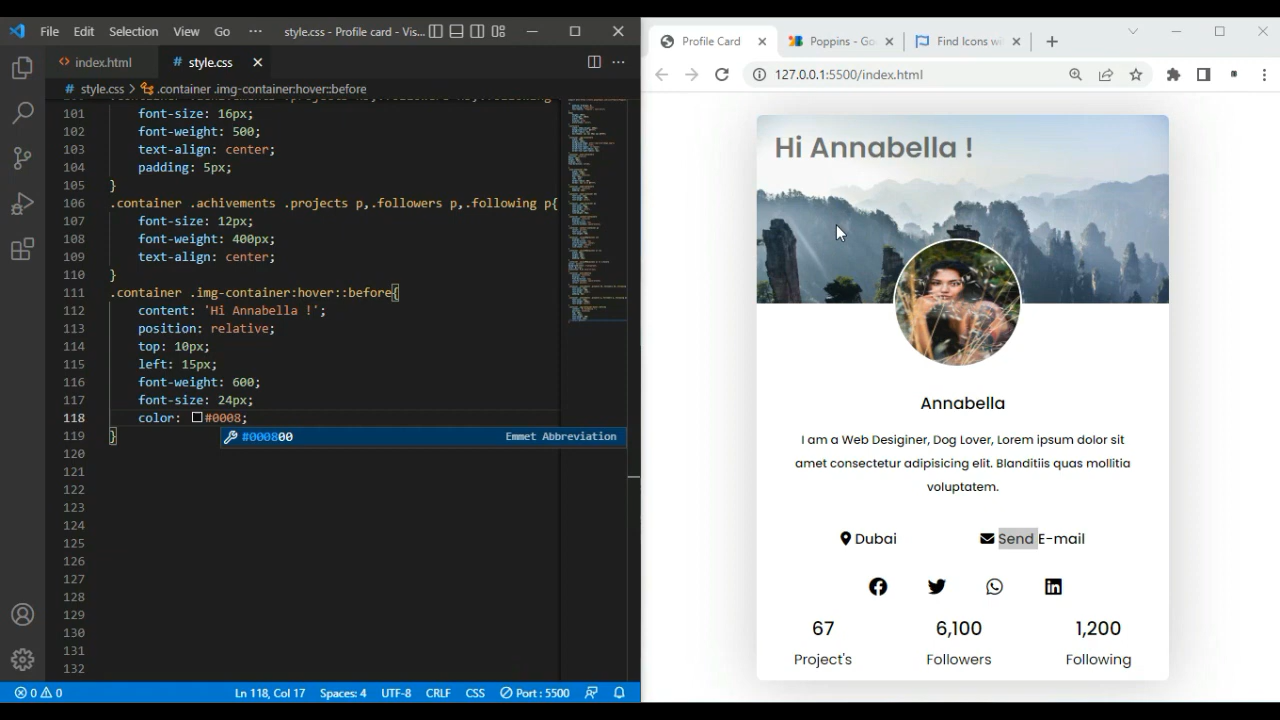 File Edit Selection View Go ··· style.css - Profile card - Vis...
index.html style.css
style.css > .container .img-container:hover::before
101 font-size: 16px;
102 font-weight: 500;
103 text-align: center;
104 padding: 5px;
105 }
106 .container .achivements .projects p,.followers p,.following p{
107 font-size: 12px;
108 font-weight: 400px;
109 text-align: center;
110 }
111 .container .img-container:hover::before{
112 content: 'Hi Annabella !';
113 position: relative;
114 top: 10px;
115 left: 15px;
116 font-weight: 600;
117 font-size: 24px;
118 color: #0008;
#000800 Emmet Abbreviation
119 }
120
121
122
123
124
125
126
127
128
129
130
131
132
0 0 Ln 118, Col 17 Spaces: 4 UTF-8 CRLF CSS Port : 5500
Profile Card Poppins - Go Find Icons wi
127.0.0.1:5500/index.html
Hi Annabella !
Annabella
I am a Web Desiginer, Dog Lover, Lorem ipsum dolor sit
amet consectetur adipisicing elit. Blanditiis quas mollitia
voluptatem.
Dubai Send E-mail
67 6,100 1,200
Project's Followers Following